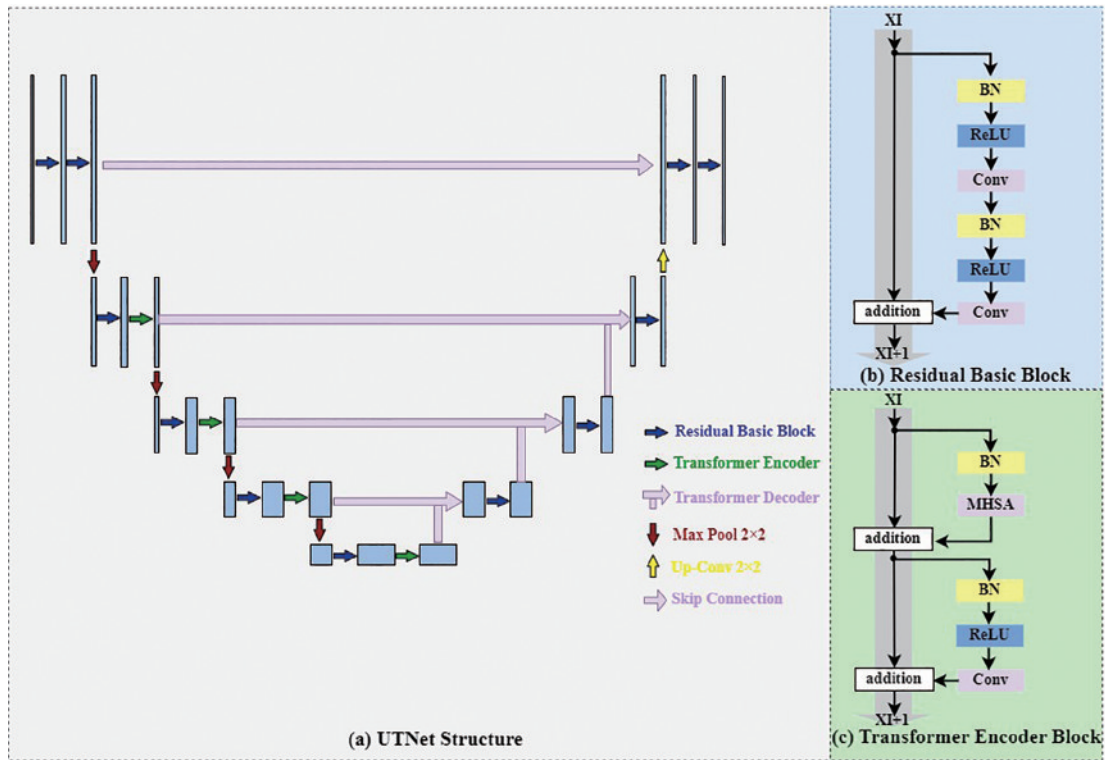 Residual Basic Block
Transformer Encoder
Transformer Decoder
Max Pool 2×2
Up-Conv 2×2
Skip Connection
(a) UTNet Structure
XI
BN
ReLU
Conv
BN
ReLU
addition
Conv
XI+1
(b) Residual Basic Block
XI
BN
MHSA
addition
BN
ReLU
addition
Conv
XI+1
(c) Transformer Encoder Block